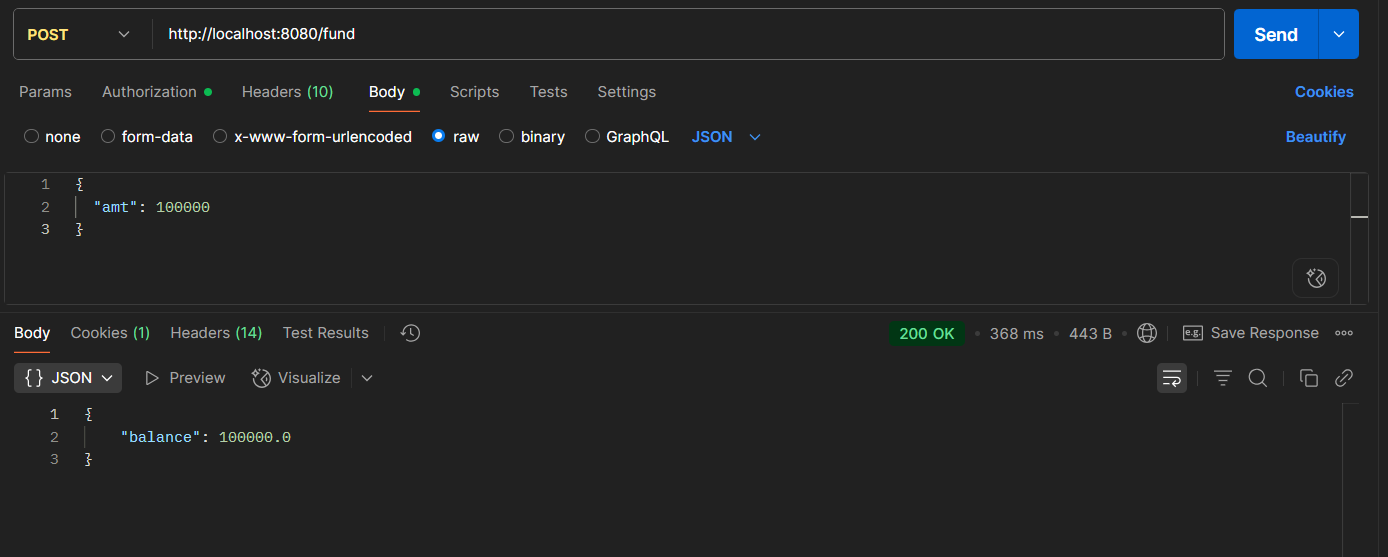 POST http://localhost:8080/fund Send
Params Authorization Headers (10) Body Scripts Tests Settings Cookies
none form-data x-www-form-urlencoded raw binary GraphQL JSON Beautify
1 {
2 "amt": 100000
3 }
Body Cookies (1) Headers (14) Test Results 200 OK • 368 ms • 443 B • e.g. Save Response
{} JSON Preview Visualize
1 {
2 "balance": 100000.0
3 }